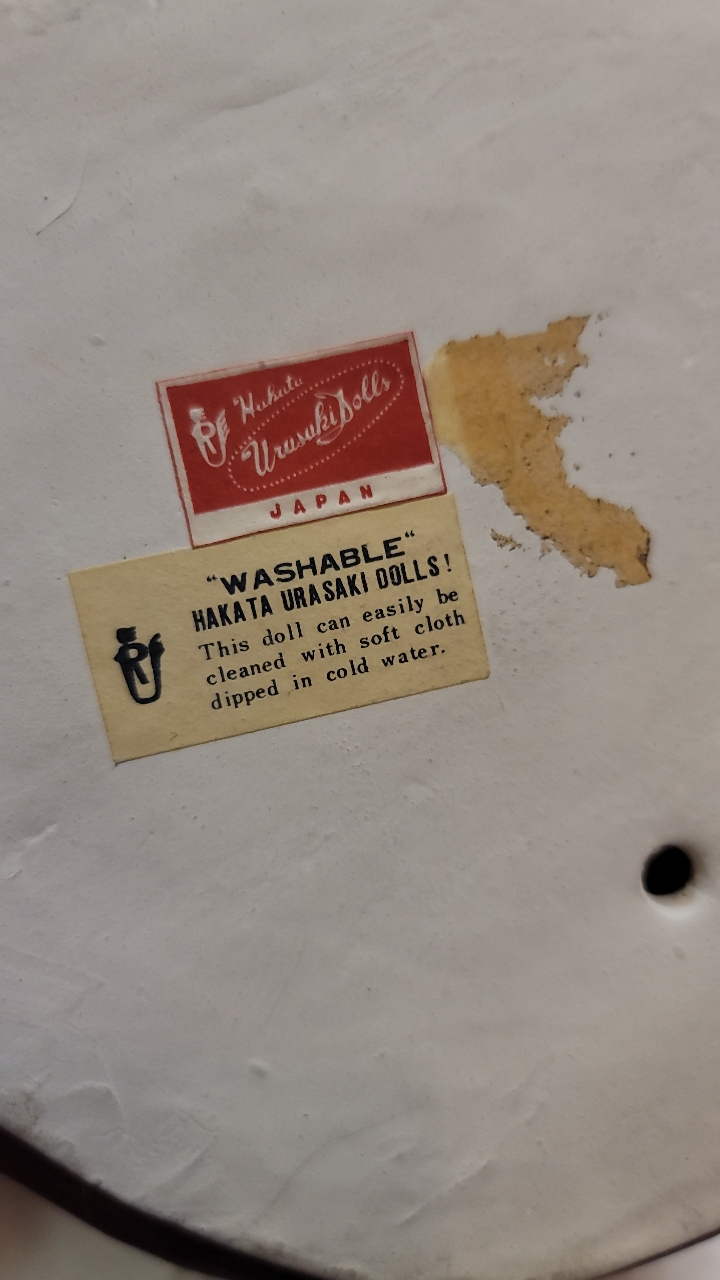 Hakata
Urasaki Dolls
JAPAN
“WASHABLE“
HAKATA URASAKI DOLLS!
This doll can easily be
cleaned with soft cloth
dipped in cold water.